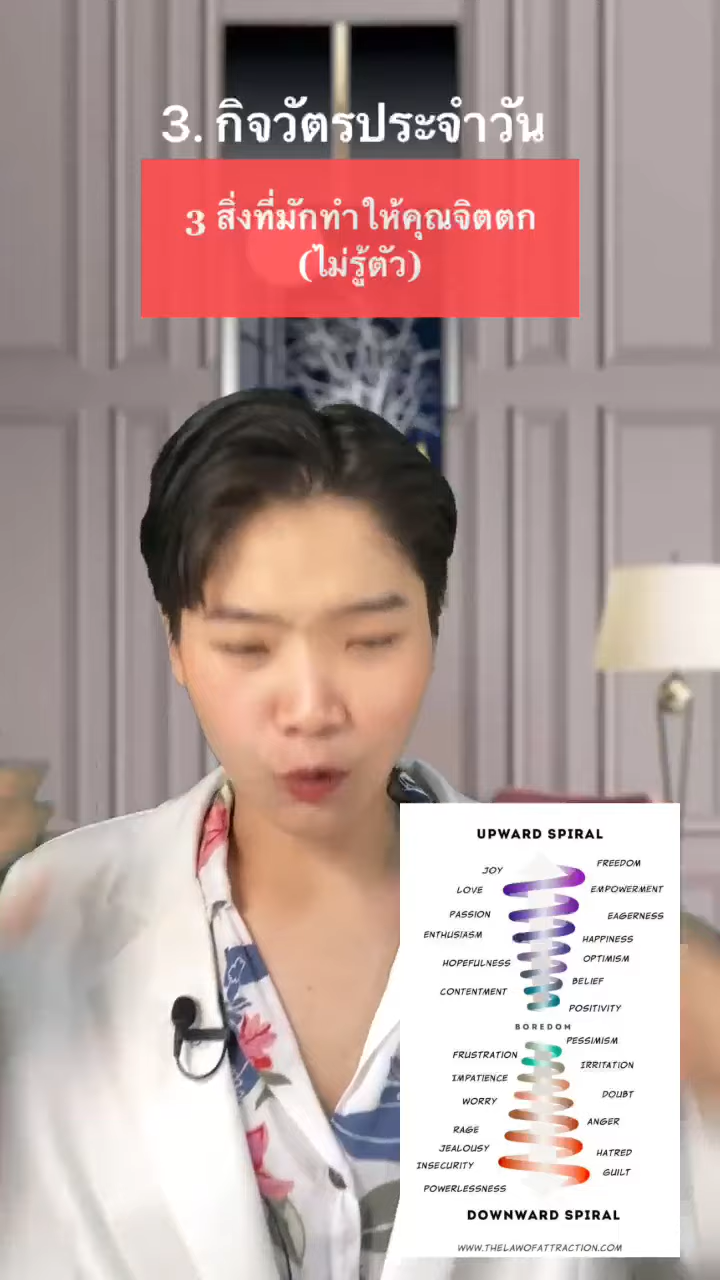 3. กิจวัตรประจำวัน
3 สิ่งที่มักทำให้คุณจิตตก
(ไม่รู้ตัว)
UPWARD SPIRAL
JOY
FREEDOM
LOVE
EMPOWERMENT
PASSION
EAGERNESS
ENTHUSIASM
HAPPINESS
HOPEFULNESS
OPTIMISM
CONTENTMENT
BELIEF
POSITIVITY
BOREDOM
PESSIMISM
FRUSTRATION
IRRITATION
IMPATIENCE
WORRY
DOUBT
RAGE
ANGER
JEALOUSY
HATRED
INSECURITY
GUILT
POWERLESSNESS
DOWNWARD SPIRAL
WWW.THELAWOFATTRACTION.COM